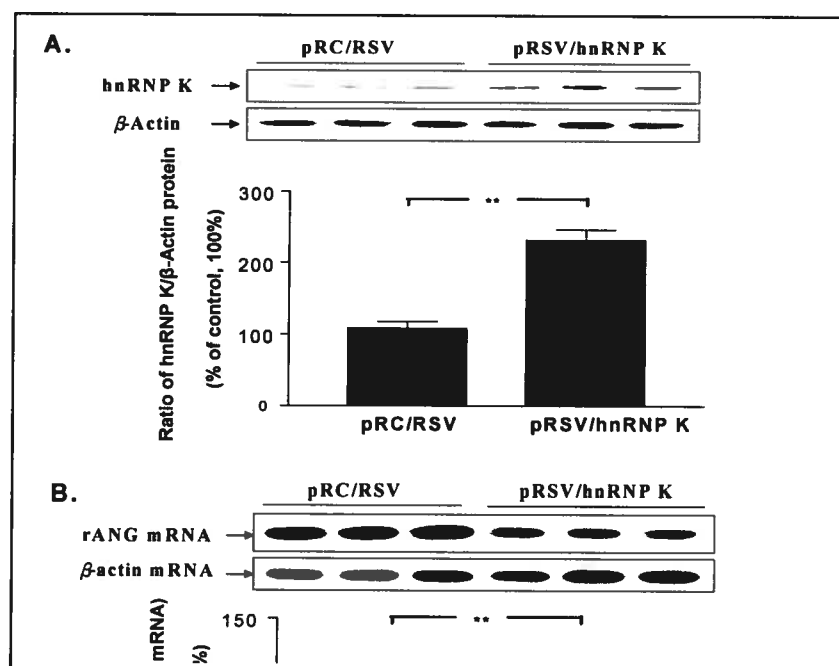 A.
pRC/RSV pRSV/hnRNP K
hnRNP K
β-Actin
Ratio of hnRNP K/β-Actin protein
(% of control, 100%)
300
**
200
100
0
pRC/RSV pRSV/hnRNP K
B.
pRC/RSV pRSV/hnRNP K
rANG mRNA
β-actin mRNA
mRNA)
%)
150
**